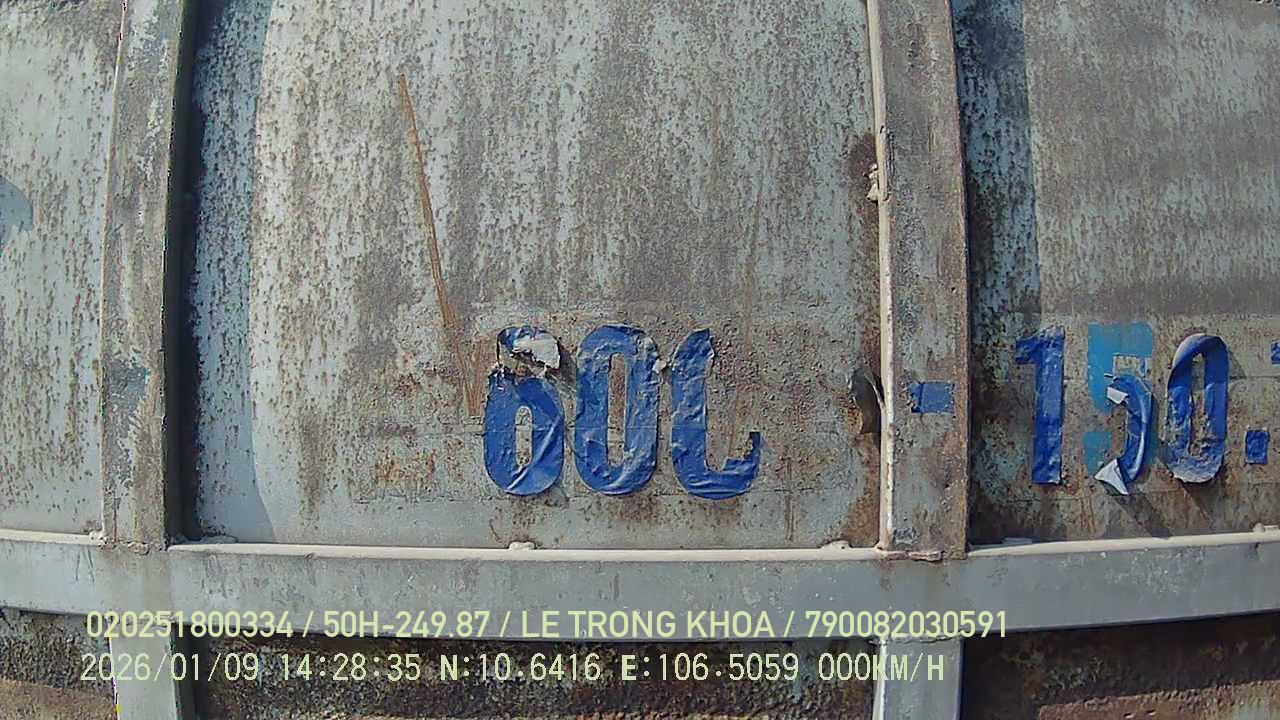 60C - 150.
020251800334 / 50H-249.87 / LE TRONG KHOA / 790082030591
2026/01/09 14:28:35 N:10.6416 E:106.5059 000KM/H